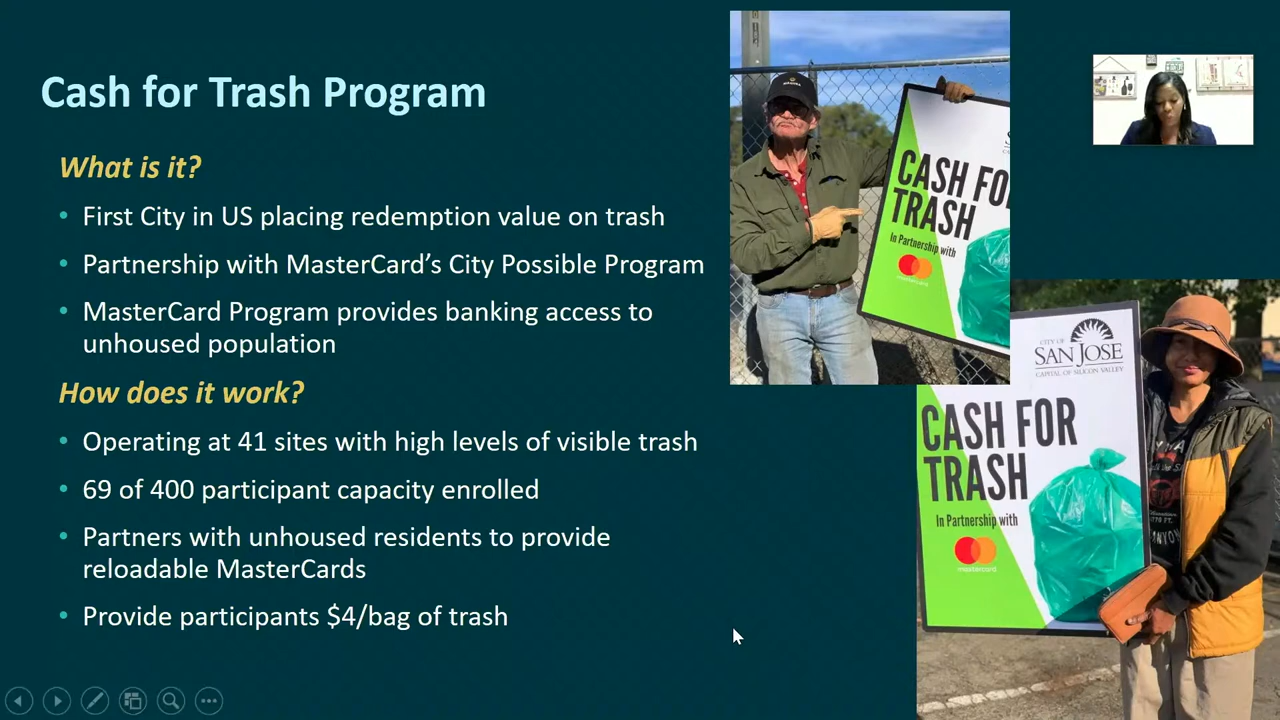 Cash for Trash Program
What is it?
• First City in US placing redemption value on trash
• Partnership with MasterCard's City Possible Program
• MasterCard Program provides banking access to
unhoused population
How does it work?
• Operating at 41 sites with high levels of visible trash
• 69 of 400 participant capacity enrolled
• Partners with unhoused residents to provide
reloadable MasterCards
• Provide participants $4/bag of trash
CASH FO
TRASH
In Partnership with
mastercard
CITY OF
SAN JOSE
CAPITAL OF SILICON VALLEY
CASH FOR
TRASH
In Partnership with
mastercard